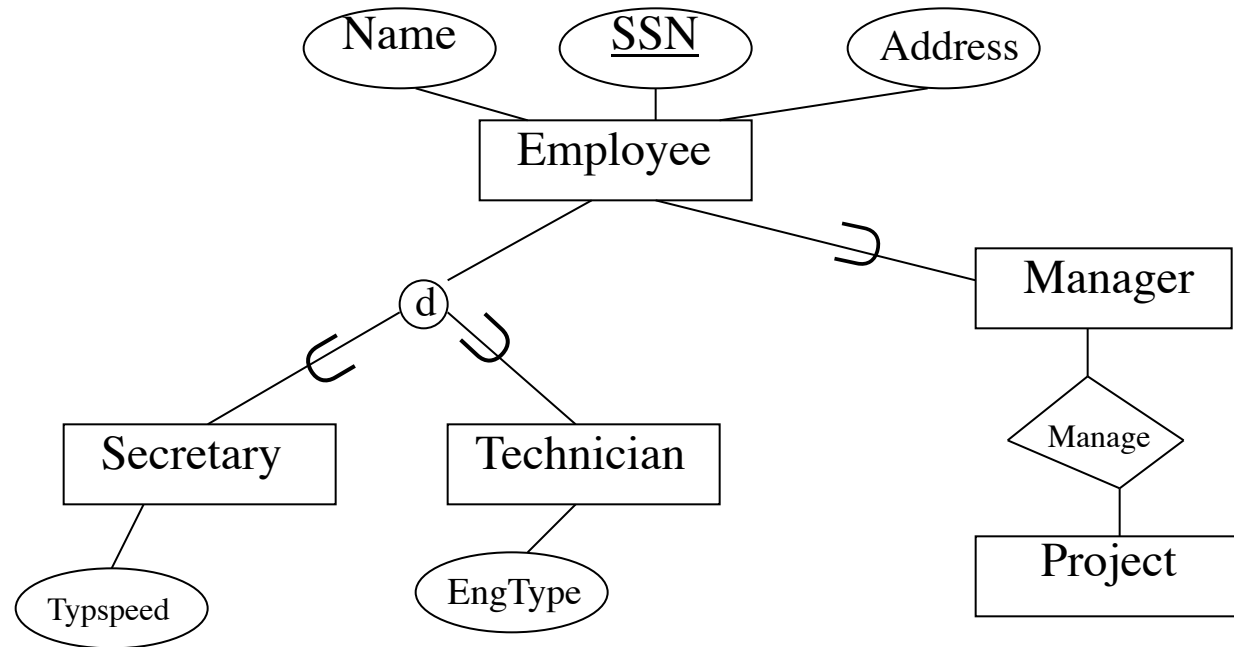 Name
SSN
Address
Employee
Manager
d
Secretary
Technician
Manage
Project
Typspeed
EngType